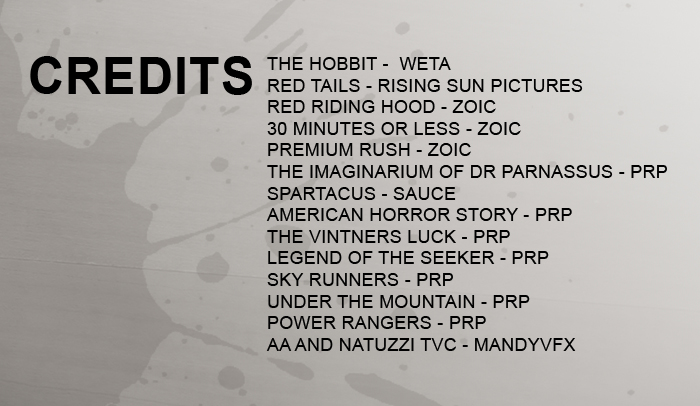 CREDITS
THE HOBBIT -  WETA
RED TAILS - RISING SUN PICTURES
RED RIDING HOOD - ZOIC
30 MINUTES OR LESS - ZOIC
PREMIUM RUSH - ZOIC
THE IMAGINARIUM OF DR PARNASSUS - PRP
SPARTACUS - SAUCE
AMERICAN HORROR STORY - PRP
THE VINTNERS LUCK - PRP
LEGEND OF THE SEEKER - PRP
SKY RUNNERS - PRP
UNDER THE MOUNTAIN - PRP
POWER RANGERS - PRP
AA AND NATUZZI TVC - MANDYVFX